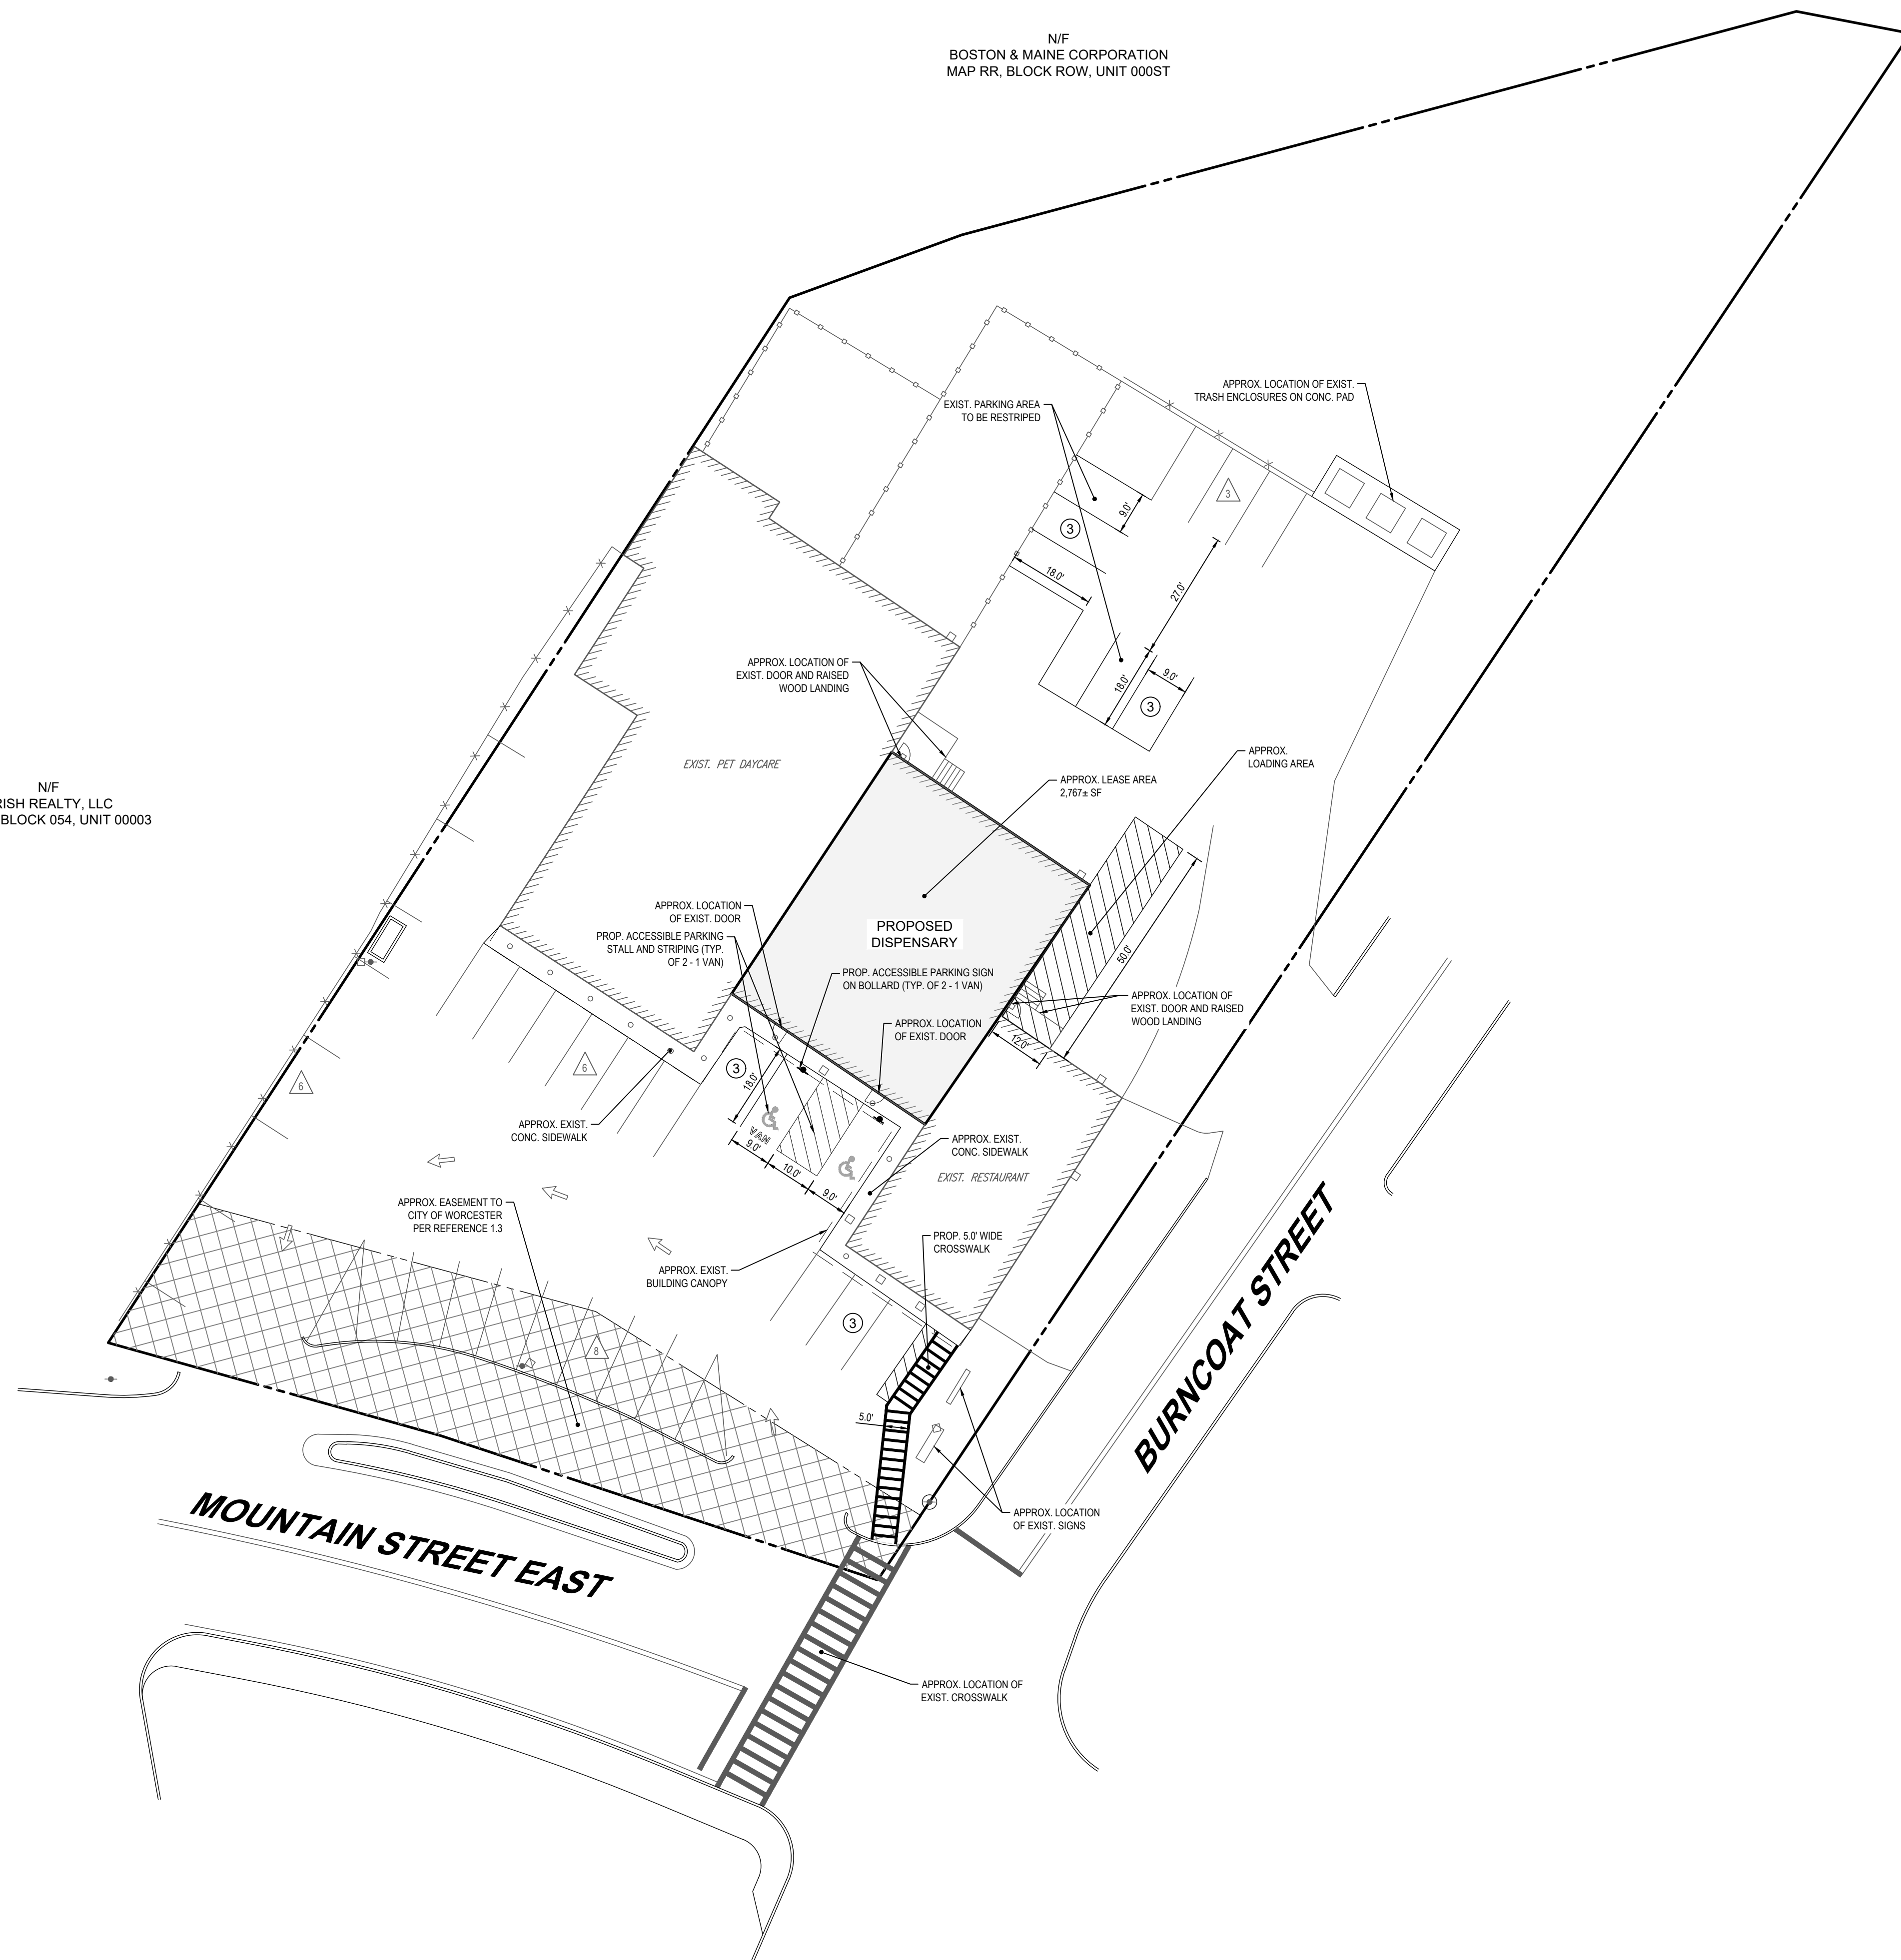 N/F
BOSTON & MAINE CORPORATION
MAP RR, BLOCK ROW, UNIT 000ST
APPROX. LOCATION OF EXIST.
TRASH ENCLOSURES ON CONC. PAD
EXIST. PARKING AREA
TO BE RESTRIPED
3
9.0'
3
18.0'
27.0'
APPROX. LOCATION OF
EXIST. DOOR AND RAISED
WOOD LANDING
18.0'
9.0'
3
EXIST. PET DAYCARE
APPROX.
LOADING AREA
APPROX. LEASE AREA
2,767± SF
N/F
RISH REALTY, LLC
BLOCK 054, UNIT 00003
APPROX. LOCATION
OF EXIST. DOOR
PROP. ACCESSIBLE PARKING
STALL AND STRIPING (TYP.
OF 2 - 1 VAN)
PROPOSED
DISPENSARY
50.0'
PROP. ACCESSIBLE PARKING SIGN
ON BOLLARD (TYP. OF 2 - 1 VAN)
APPROX. LOCATION OF
EXIST. DOOR AND RAISED
WOOD LANDING
APPROX. LOCATION
OF EXIST. DOOR
12.0'
3
18.0'
6
6
APPROX. EXIST.
CONC. SIDEWALK
VAN
9.0'
10.0'
9.0'
APPROX. EXIST.
CONC. SIDEWALK
EXIST. RESTAURANT
APPROX. EASEMENT TO
CITY OF WORCESTER
PER REFERENCE 1.3
PROP. 5.0' WIDE
CROSSWALK
APPROX. EXIST.
BUILDING CANOPY
3
8
5.0'
BURNCOAT STREET
APPROX. LOCATION
OF EXIST. SIGNS
MOUNTAIN STREET EAST
APPROX. LOCATION OF
EXIST. CROSSWALK